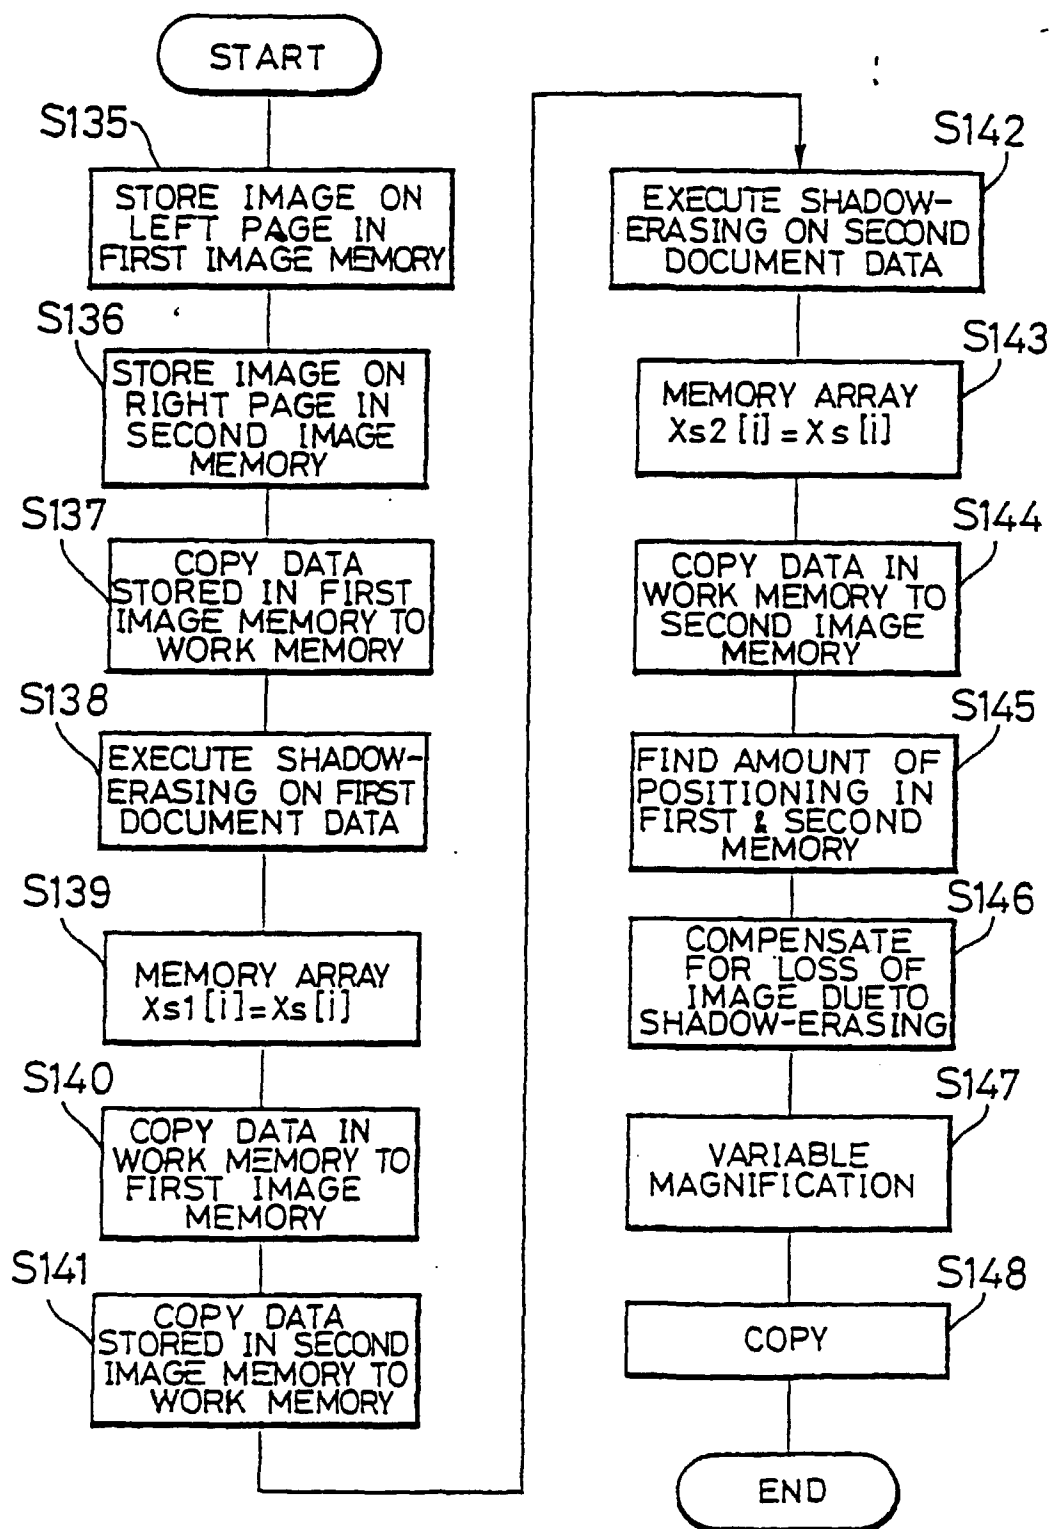 START
S135
STORE IMAGE ON
LEFT PAGE IN
FIRST IMAGE MEMORY
S136
STORE IMAGE ON
RIGHT PAGE IN
SECOND IMAGE
MEMORY
S137
COPY DATA
STORED IN FIRST
IMAGE MEMORY TO
WORK MEMORY
S138
EXECUTE SHADOW-
ERASING ON FIRST
DOCUMENT DATA
S139
MEMORY ARRAY
Xs1[i]=Xs[i]
S140
COPY DATA IN
WORK MEMORY TO
FIRST IMAGE
MEMORY
S141
COPY DATA
STORED IN SECOND
IMAGE MEMORY TO
WORK MEMORY
S142
EXECUTE SHADOW-
ERASING ON SECOND
DOCUMENT DATA
S143
MEMORY ARRAY
Xs2[i]=Xs[i]
S144
COPY DATA IN
WORK MEMORY TO
SECOND IMAGE
MEMORY
S145
FIND AMOUNT OF
POSITIONING IN
FIRST & SECOND
MEMORY
S146
COMPENSATE
FOR LOSS OF
IMAGE DUETO
SHADOW-ERASING
S147
VARIABLE
MAGNIFICATION
S148
COPY
END